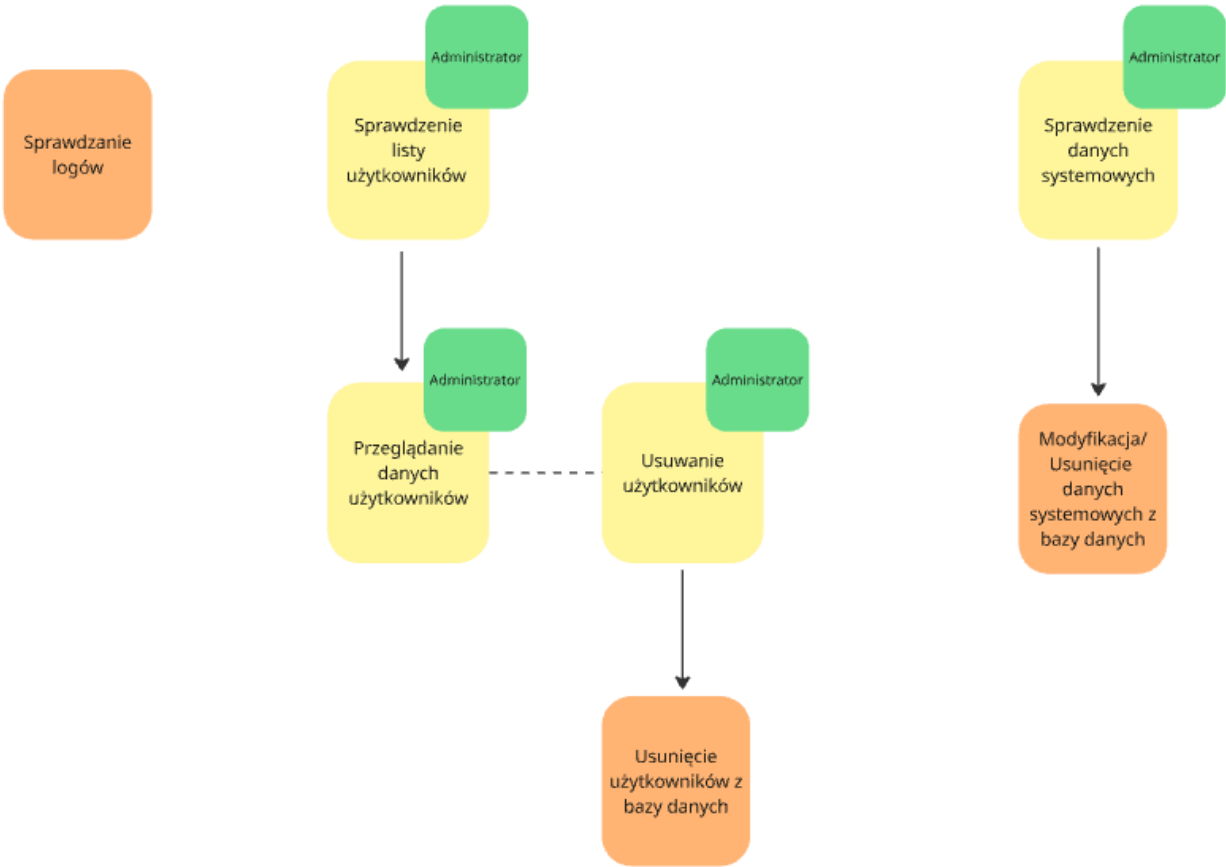 Administrator
Administrator
Sprawdzanie
logów
Sprawdzenie
listy
użytkowników
Sprawdzenie
danych
systemowych
Administrator
Administrator
Przeglądanie
danych
użytkowników
Usuwanie
użytkowników
Modyfikacja/
Usunięcie
danych
systemowych z
bazy danych
Usunięcie
użytkowników z
bazy danych